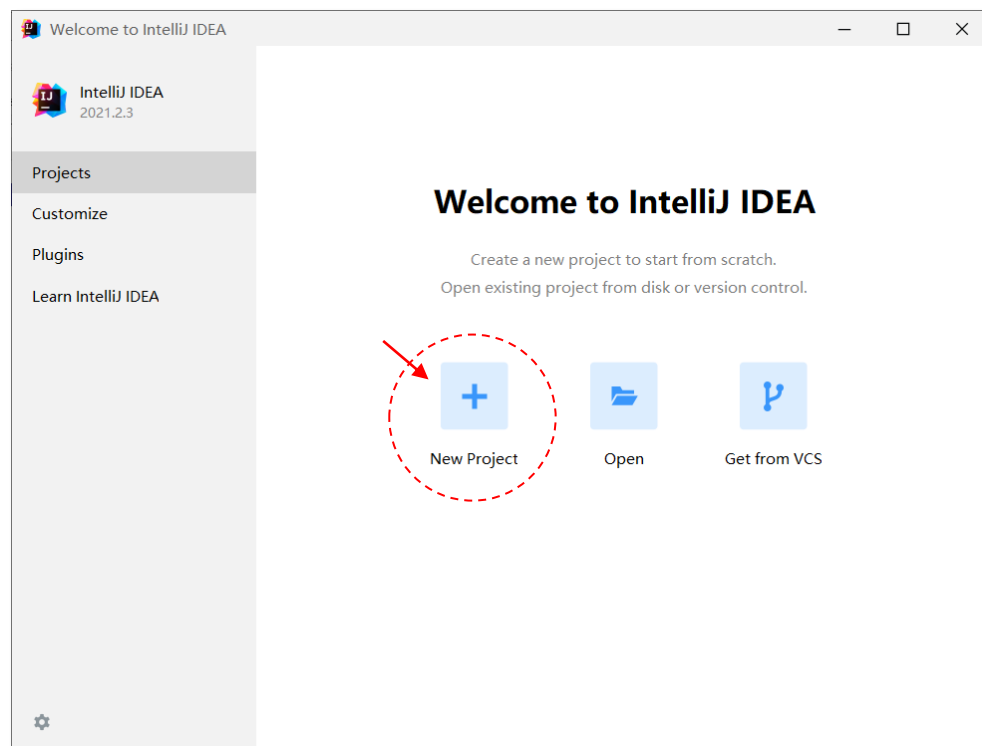 Welcome to IntelliJ IDEA
IntelliJ IDEA
2021.2.3
Projects
Customize
Plugins
Learn IntelliJ IDEA
Welcome to IntelliJ IDEA
Create a new project to start from scratch.
Open existing project from disk or version control.
New Project
Open
Get from VCS